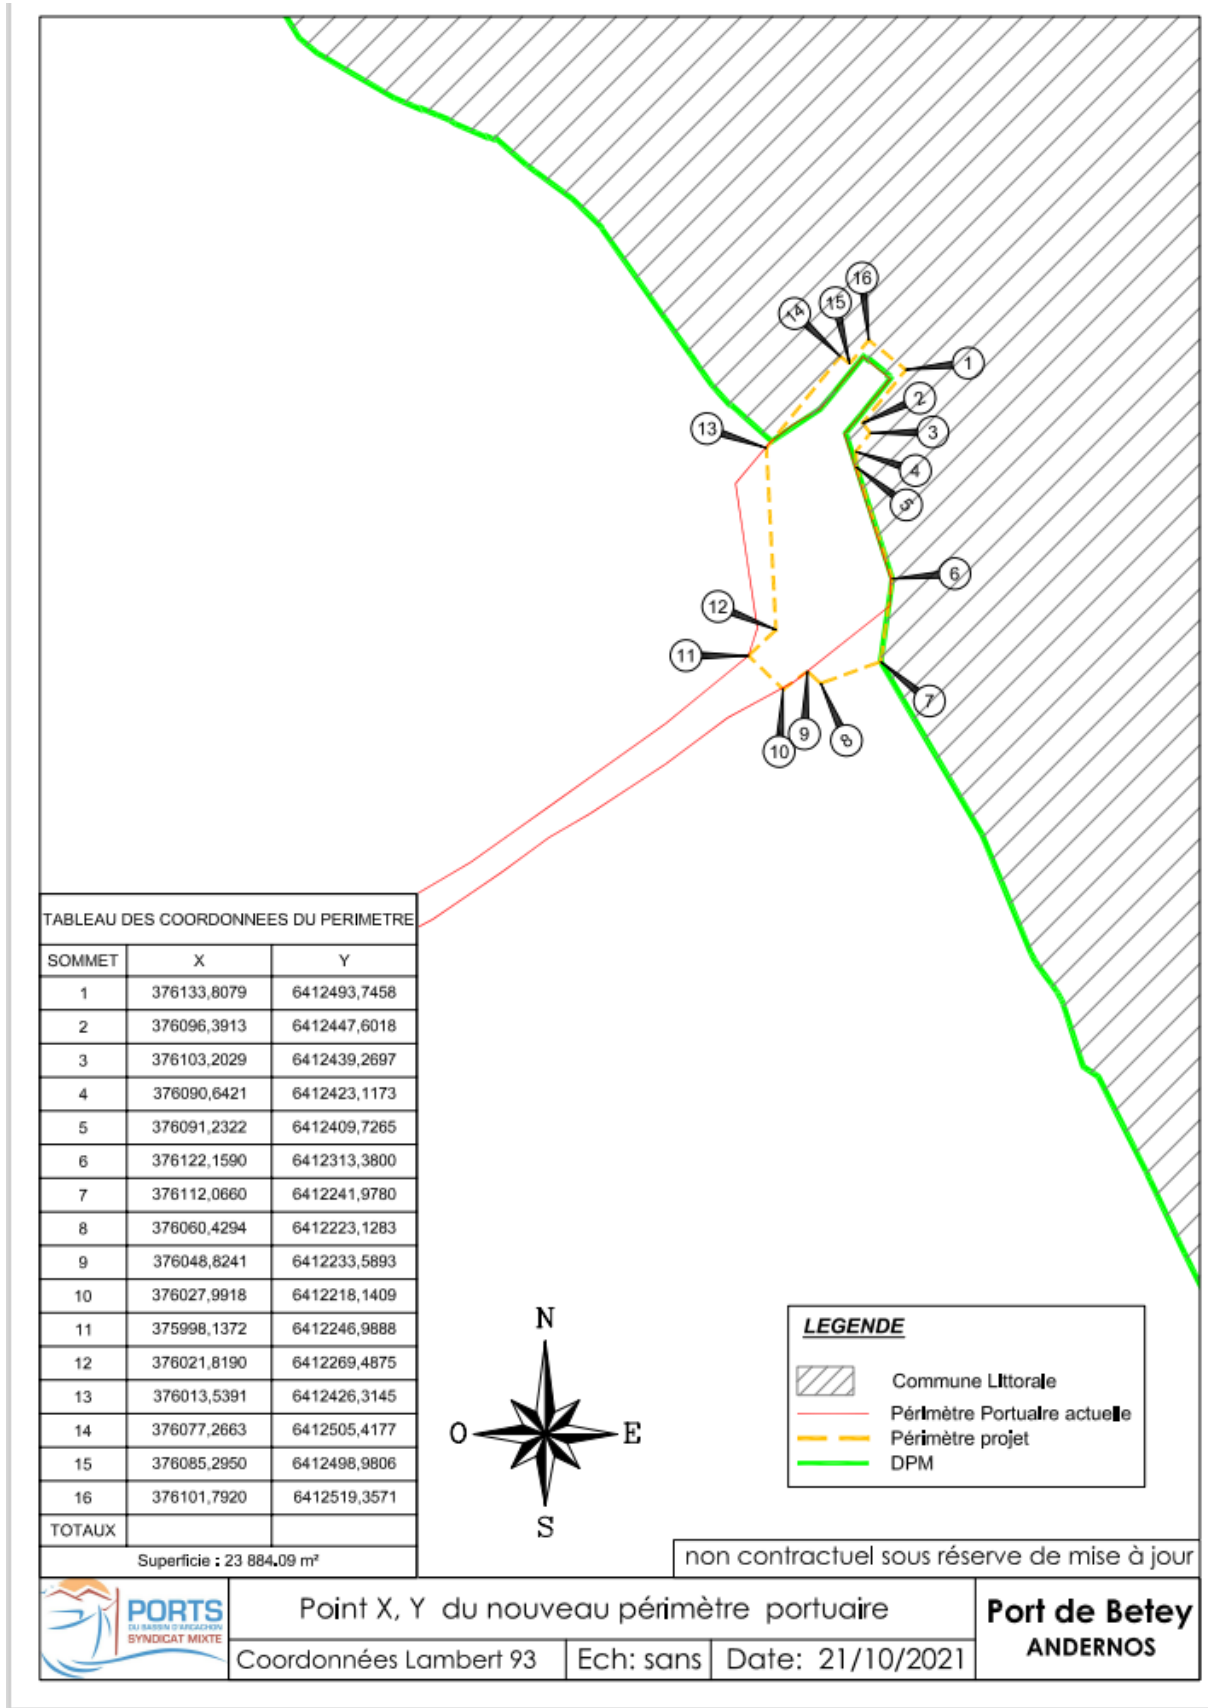 16
15
14
1
2
3
13
4
5
6
12
11
7
9
8
10
TABLEAU DES COORDONNEES DU PERIMETRE
SOMMET X Y
1 376133,8079 6412493,7458
2 376096,3913 6412447,6018
3 376103,2029 6412439,2697
4 376090,6421 6412423,1173
5 376091,2322 6412409,7265
6 376122,1590 6412313,3800
7 376112,0660 6412241,9780
8 376060,4294 6412223,1283
9 376048,8241 6412233,5893
10 376027,9918 6412218,1409
11 375998,1372 6412246,9888
12 376021,8190 6412269,4875
13 376013,5391 6412426,3145
14 376077,2663 6412505,4177
15 376085,2950 6412498,9806
16 376101,7920 6412519,3571
TOTAUX
Superficie : 23 884.09 m²
N
O E
S
LEGENDE
Commune Littorale
Périmètre Portuaire actuelle
Périmètre projet
DPM
non contractuel sous réserve de mise à jour
PORTS
DU BASSIN D'ARCACHON
SYNDICAT MIXTE
Point X, Y du nouveau périmètre portuaire
Coordonnées Lambert 93
Ech: sans
Date: 21/10/2021
Port de Betey
ANDERNOS